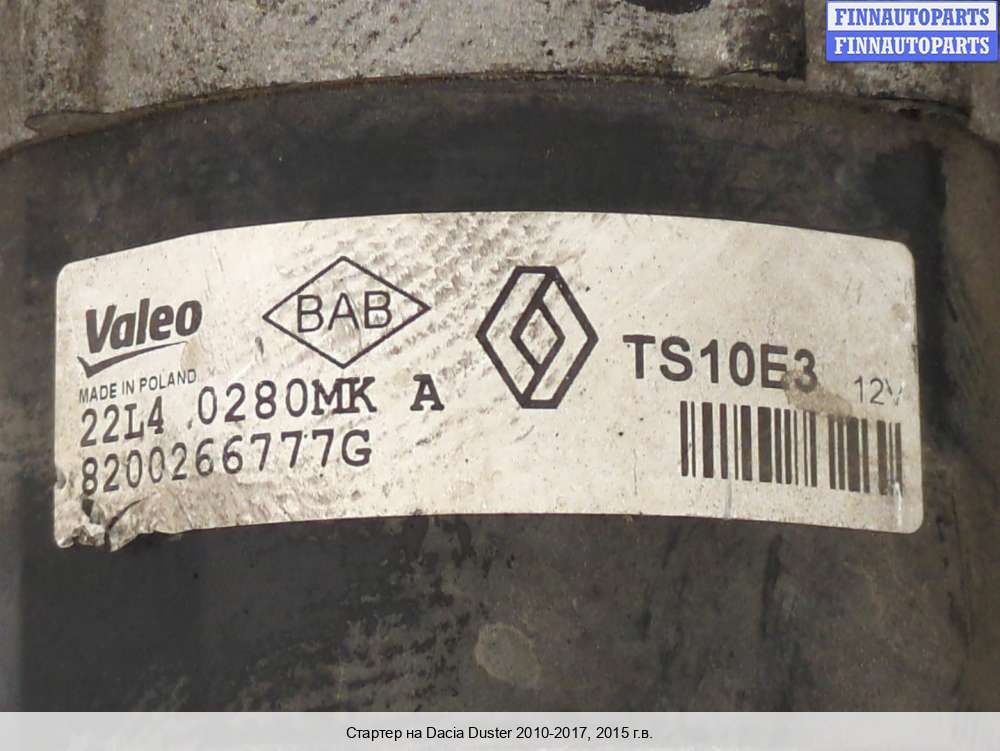 FINNAUTOPARTS
FINNAUTOPARTS
Valeo
MADE IN POLAND
BAB
TS10E3 12V
22L4 0280MK A
8200266777G
Стартер на Dacia Duster 2010-2017, 2015 г.в.